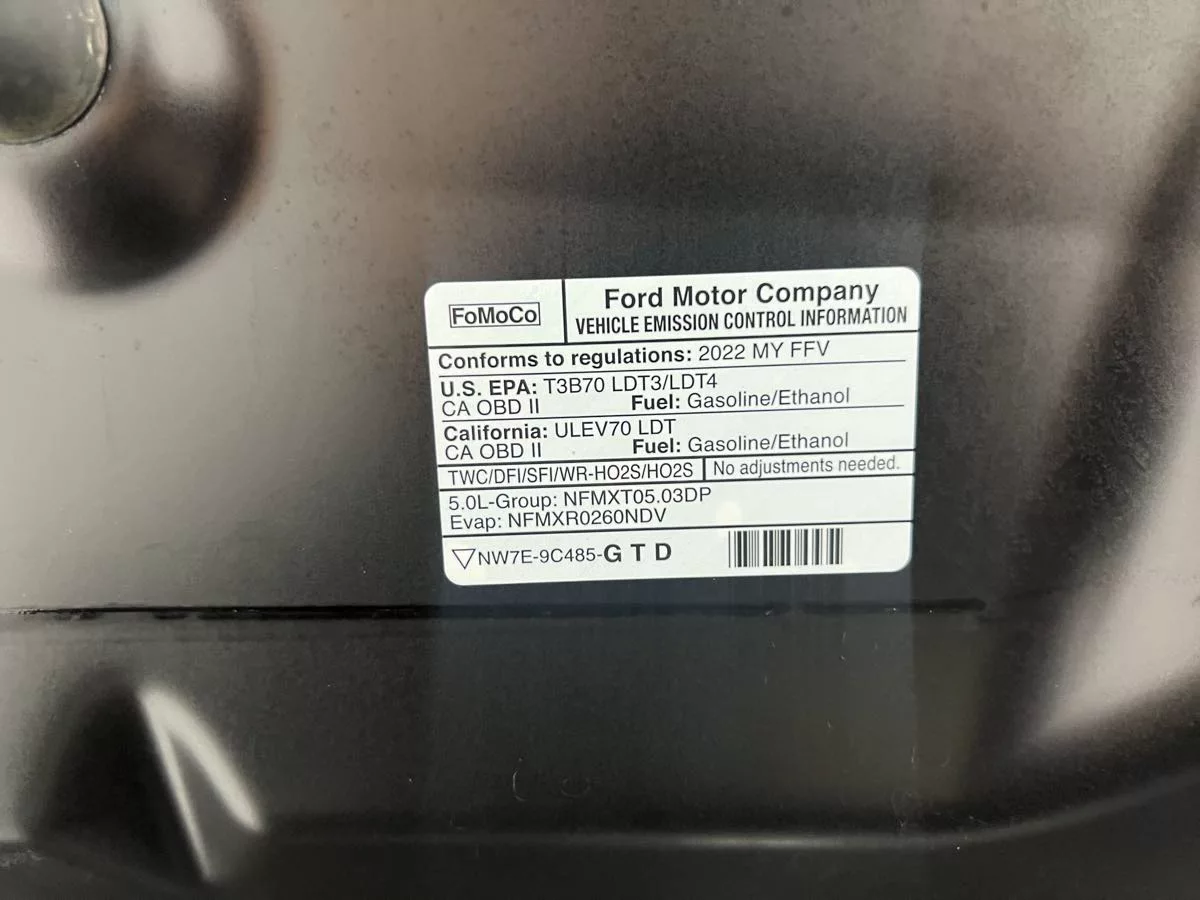 FoMoCo
Ford Motor Company
VEHICLE EMISSION CONTROL INFORMATION
Conforms to regulations: 2022 MY FFV
U.S. EPA: T3B70 LDT3/LDT4
CA OBD II Fuel: Gasoline/Ethanol
California: ULEV70 LDT
CA OBD II Fuel: Gasoline/Ethanol
TWC/DFI/SFI/WR-HO2S/HO2S No adjustments needed.
5.0L-Group: NFMXT05.03DP
Evap: NFMXR0260NDV
NW7E-9C485-G T D